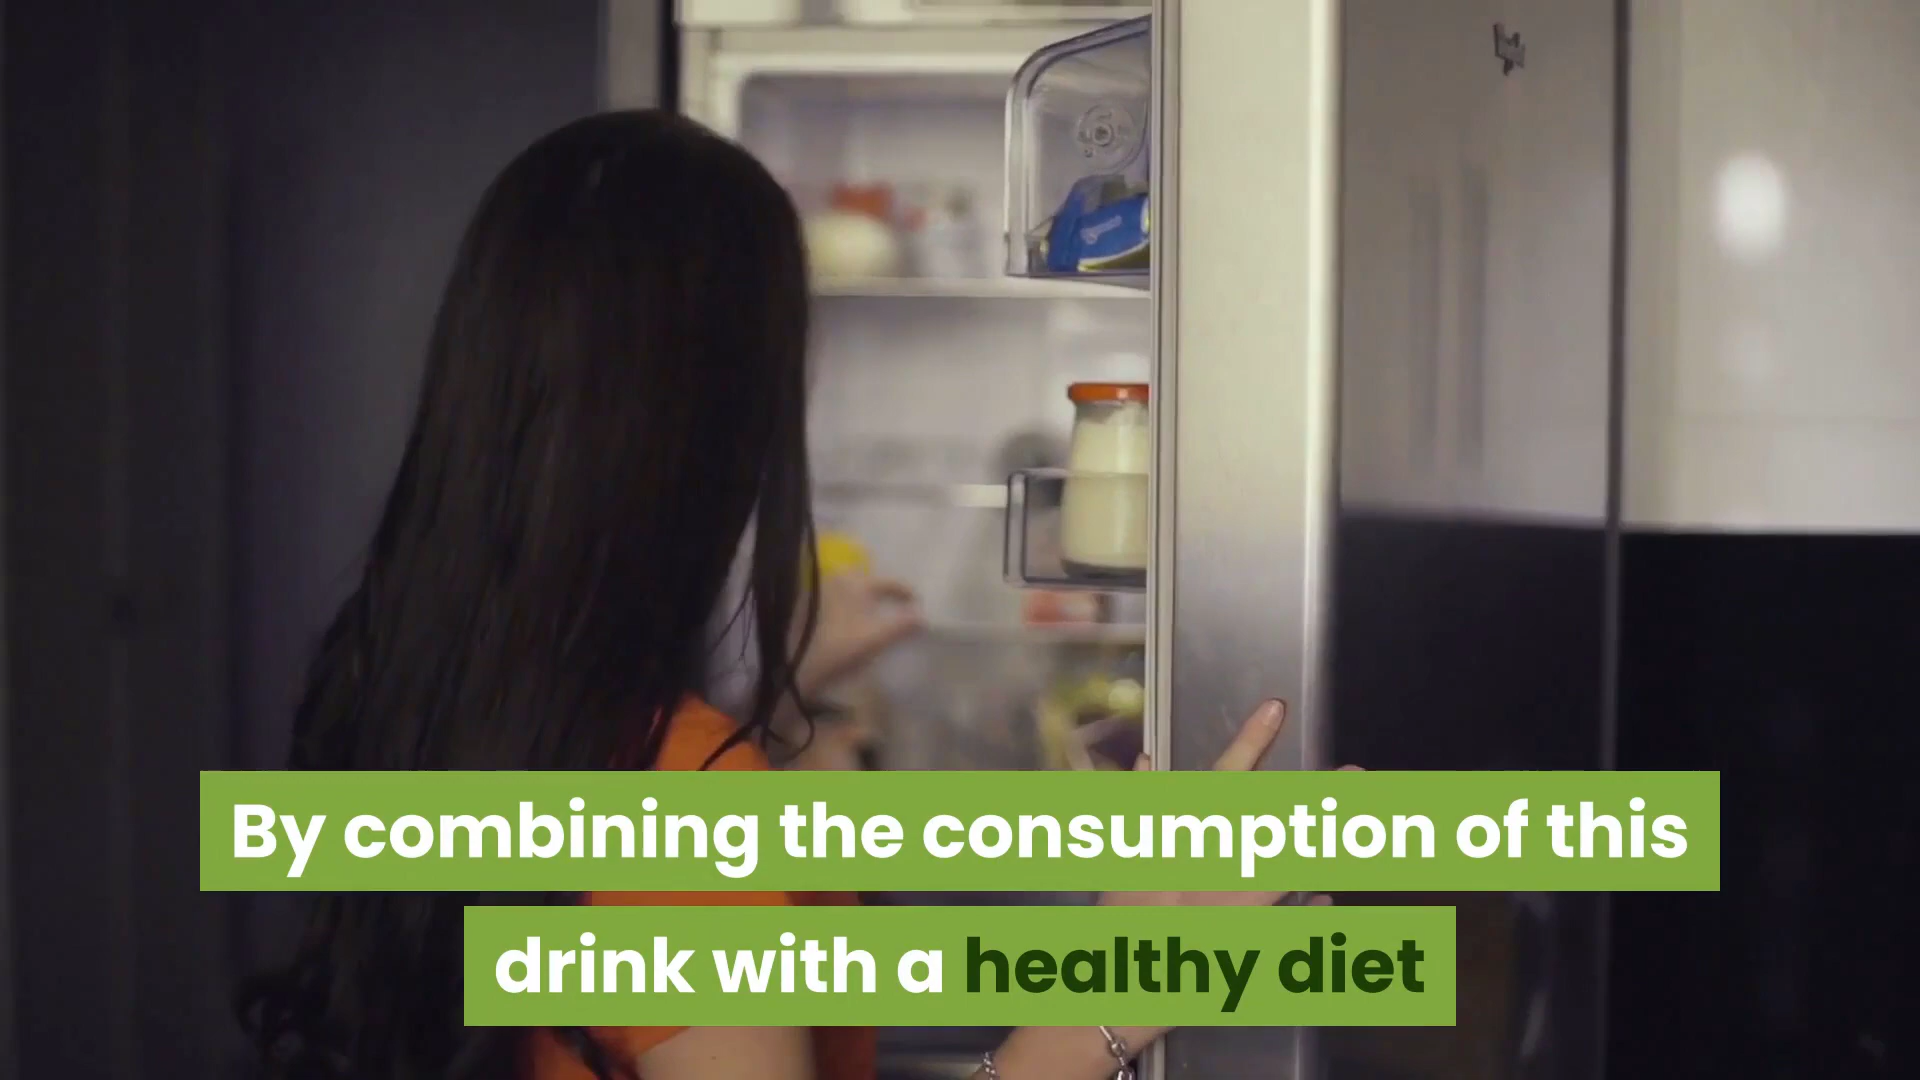 By combining the consumption of this
drink with a healthy diet